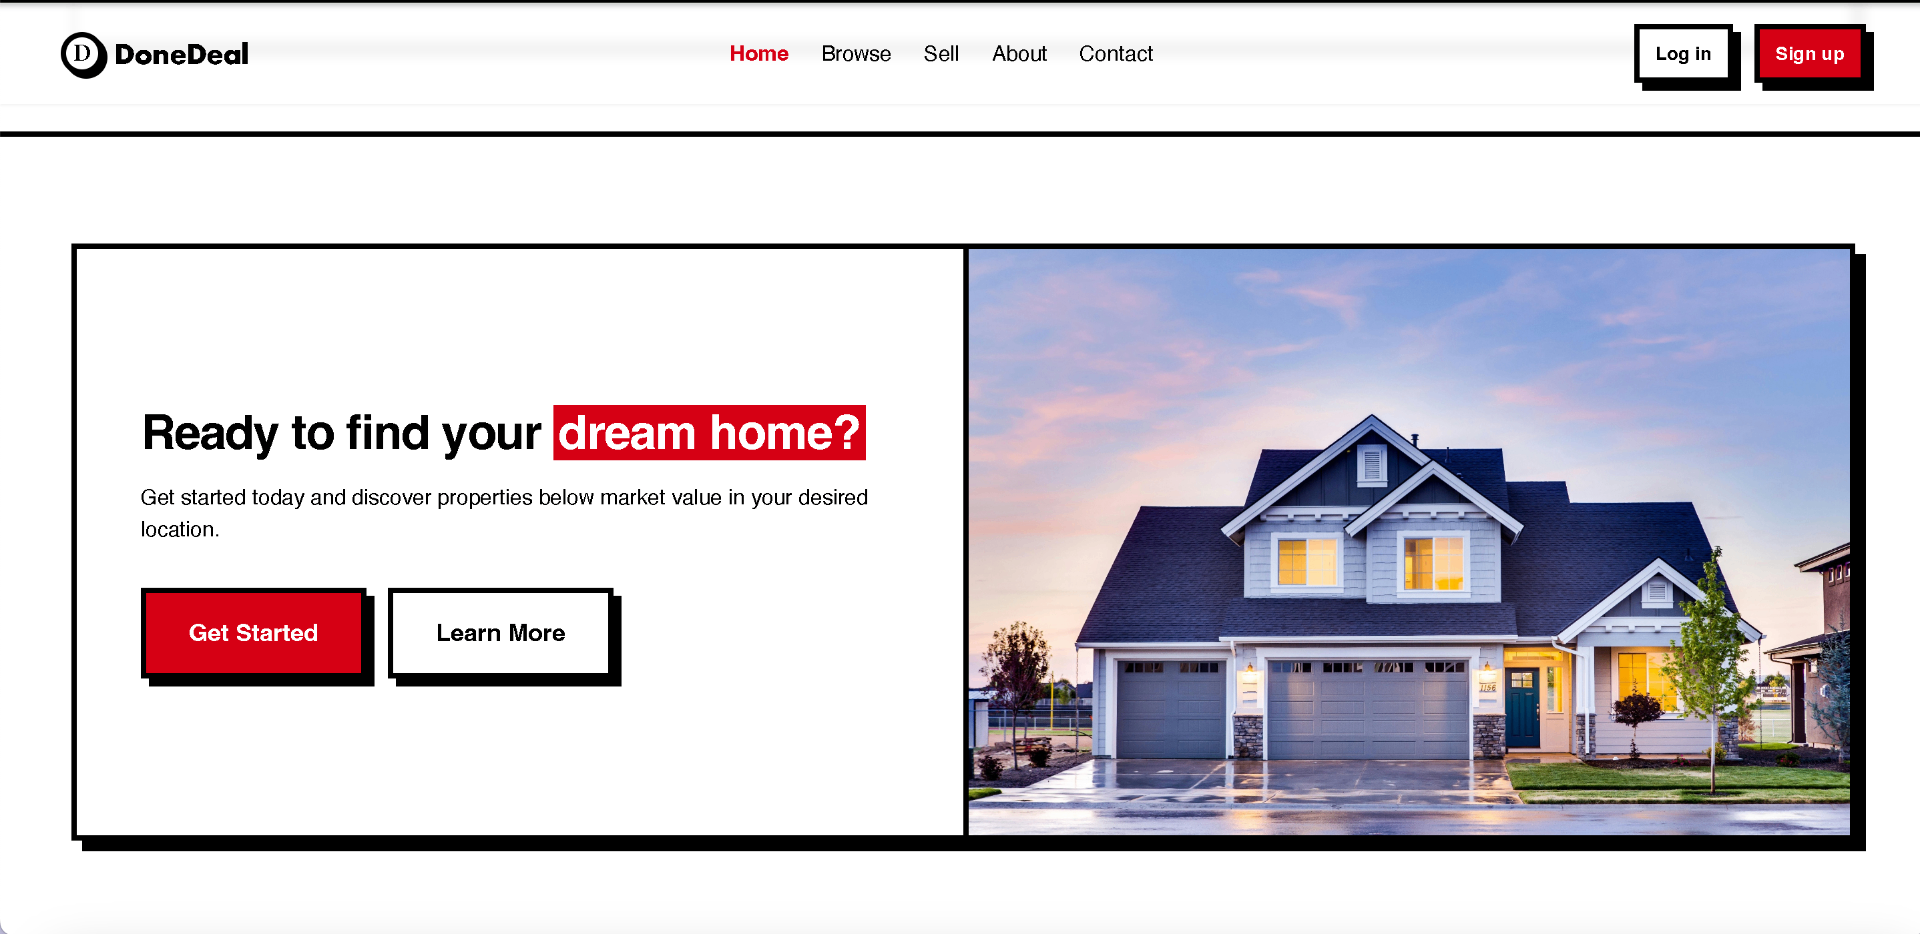 D DoneDeal
Home Browse Sell About Contact
Log in Sign up
Ready to find your dream home?
Get started today and discover properties below market value in your desired
location.
Get Started Learn More
1156